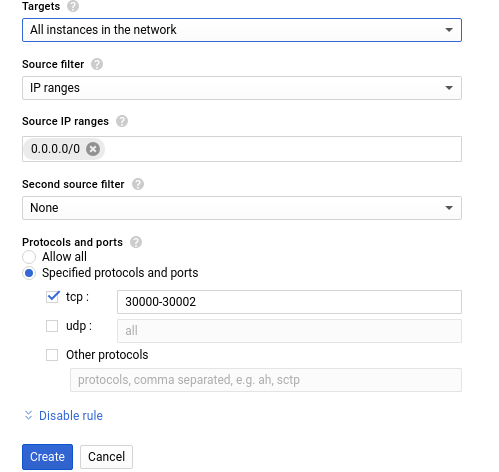 Targets ?
All instances in the network
Source filter ?
IP ranges
Source IP ranges ?
0.0.0.0/0
Second source filter ?
None
Protocols and ports ?
Allow all
Specified protocols and ports
tcp : 30000-30002
udp : all
Other protocols
protocols, comma separated, e.g. ah, sctp
Disable rule
Create Cancel